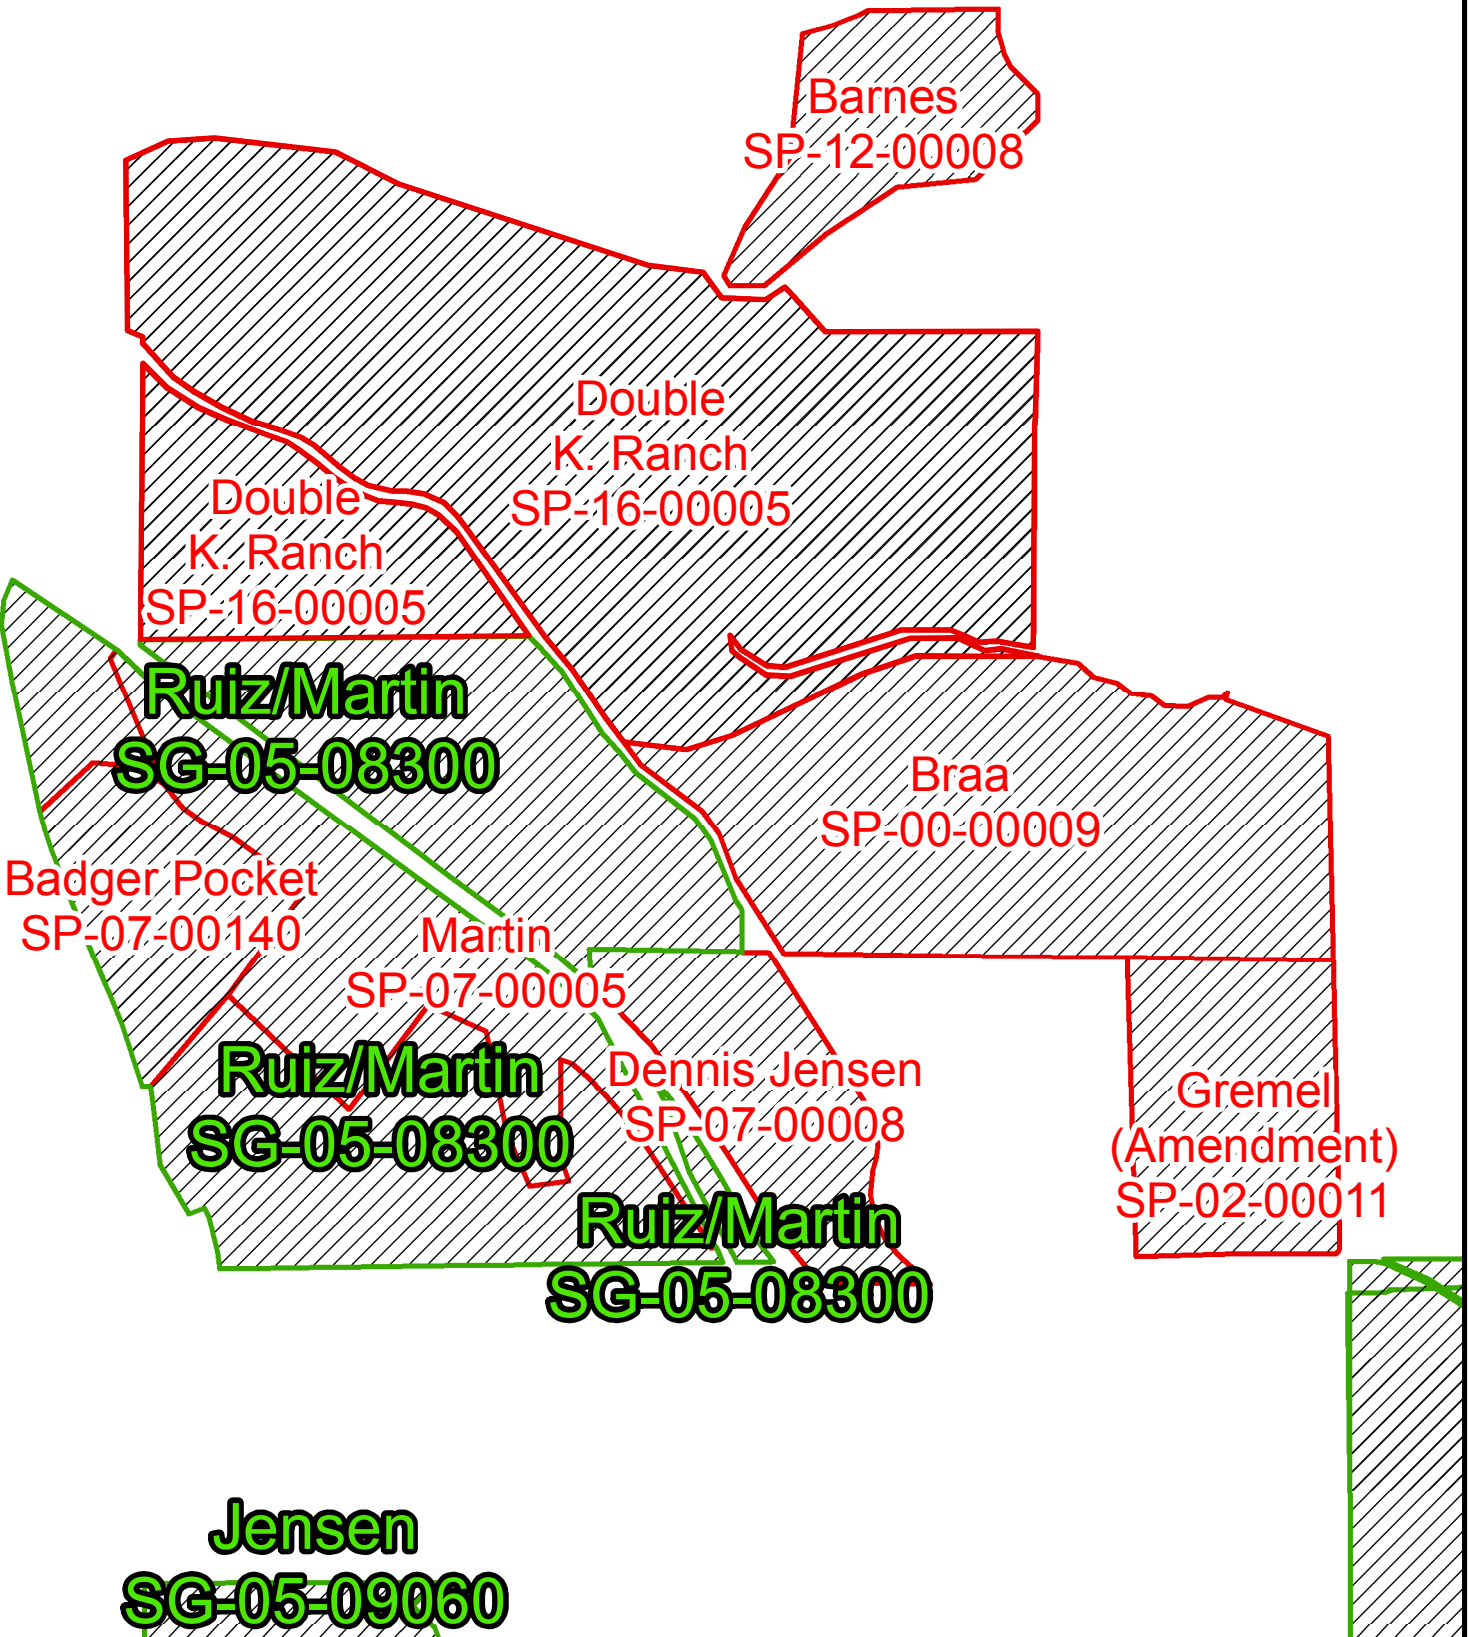 Barnes
SP-12-00008
Double
K. Ranch
SP-16-00005
Double
K. Ranch
SP-16-00005
Ruiz/Martin
SG-05-08300
Braa
SP-00-00009
Badger Pocket
SP-07-00140
Martin
SP-07-00005
Ruiz/Martin
SG-05-08300
Dennis Jensen
SP-07-00008
Gremel
(Amendment)
SP-02-00011
Ruiz/Martin
SG-05-08300
Jensen
SG-05-09060